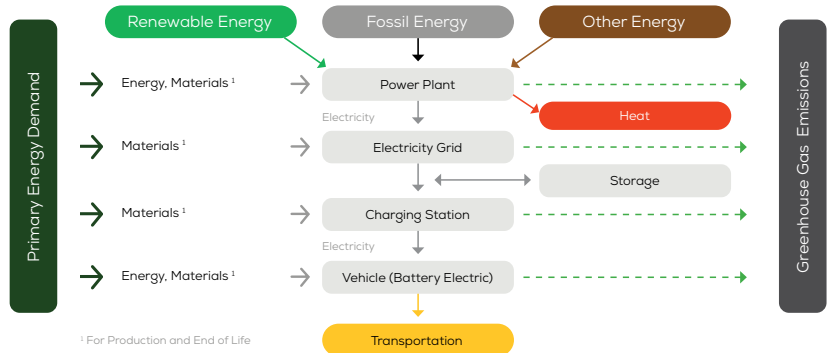 Renewable Energy
Fossil Energy
Other Energy
Primary Energy Demand
Energy, Materials ¹
Power Plant
Electricity
Heat
Materials ¹
Electricity Grid
Storage
Materials ¹
Charging Station
Electricity
Energy, Materials ¹
Vehicle (Battery Electric)
Greenhouse Gas Emissions
¹ For Production and End of Life
Transportation